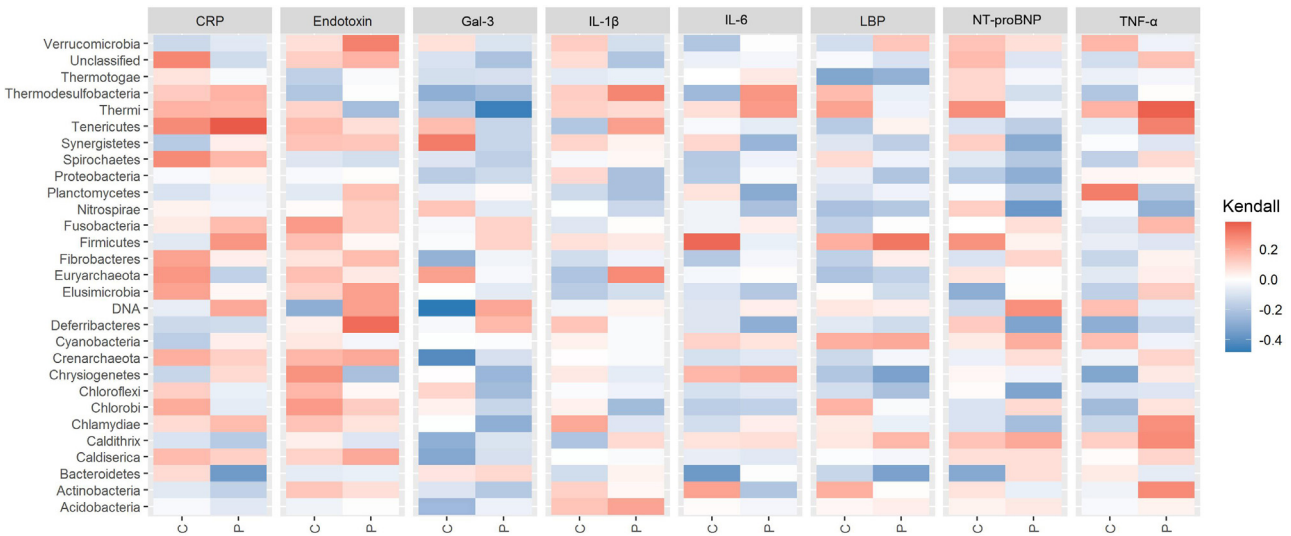 CRP Endotoxin Gal-3 IL-1β IL-6 LBP NT-proBNP TNF-α
Verrucomicrobia
Unclassified
Thermotogae
Thermodesulfobacteria
Thermi
Tenericutes
Synergistetes
Spirochaetes
Proteobacteria
Planctomycetes
Nitrospirae
Fusobacteria
Firmicutes
Fibrobacteres
Euryarchaeota
Elusimicrobia
DNA
Deferribacteres
Cyanobacteria
Crenarchaeota
Chrysiogenetes
Chloroflexi
Chlorobi
Chlamydiae
Caldithrix
Caldiserica
Bacteroidetes
Actinobacteria
Acidobacteria
C P C P C P C P C P C P C P C P
Kendall
0.2
0.0
-0.2
-0.4